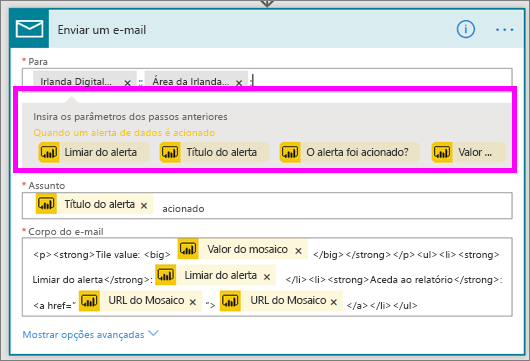 Enviar um e-mail
* Para
Irlanda Digital... × ; Área da Irlanda... × ;
Insira os parâmetros dos passos anteriores
Quando um alerta de dados é acionado
Limiar do alerta Título do alerta O alerta foi acionado? Valor ...
* Assunto
Título do alerta × acionado
* Corpo do e-mail
<p><strong>Tile value: <big> Valor do mosaico × </big></strong></p><ul><li><strong>
Limiar do alerta</strong>: Limiar do alerta × </li><li><strong>Aceda ao relatório</strong>:
<a href=" URL do Mosaico × "> URL do Mosaico × </a></li></ul>
Mostrar opções avançadas